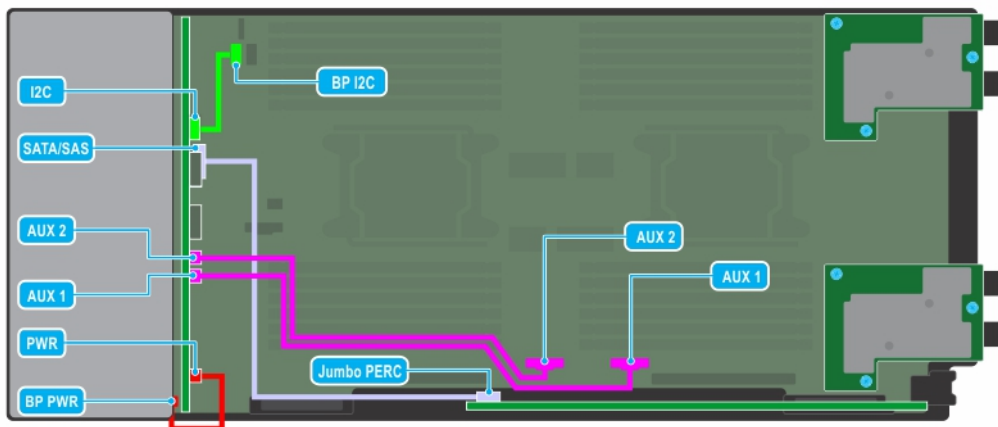 I2C
BP I2C
SATA/SAS
AUX 2
AUX 2
AUX 1
AUX 1
PWR
Jumbo PERC
BP PWR